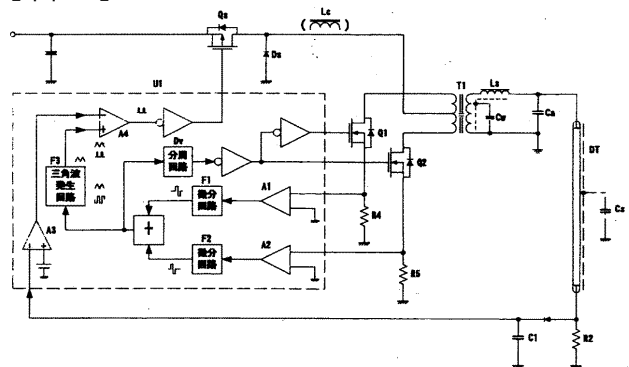 Qs
Lc
( )
Ds
U1
T1
Ls
Ca
Cw
A4
Q1
Q2
DT
Dv
分周
回路
F3
三角波
発生
回路
F1
微分
回路
A1
R4
Cs
A3
+
F2
微分
回路
A2
R5
C1
R2